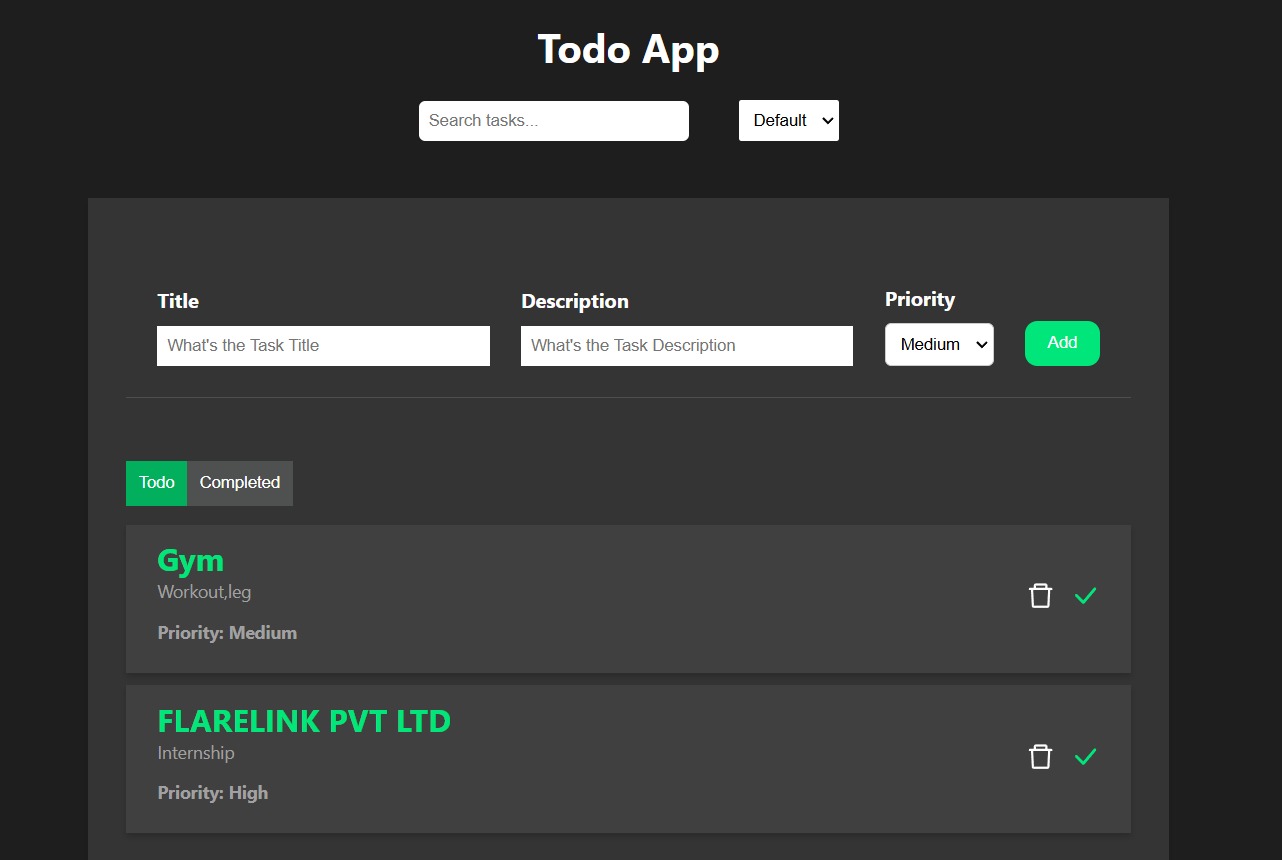 Todo App
Search tasks...
Default
Title
Description
Priority
What's the Task Title
What's the Task Description
Medium
Add
Todo
Completed
Gym
Workout,leg
Priority: Medium
FLARELINK PVT LTD
Internship
Priority: High